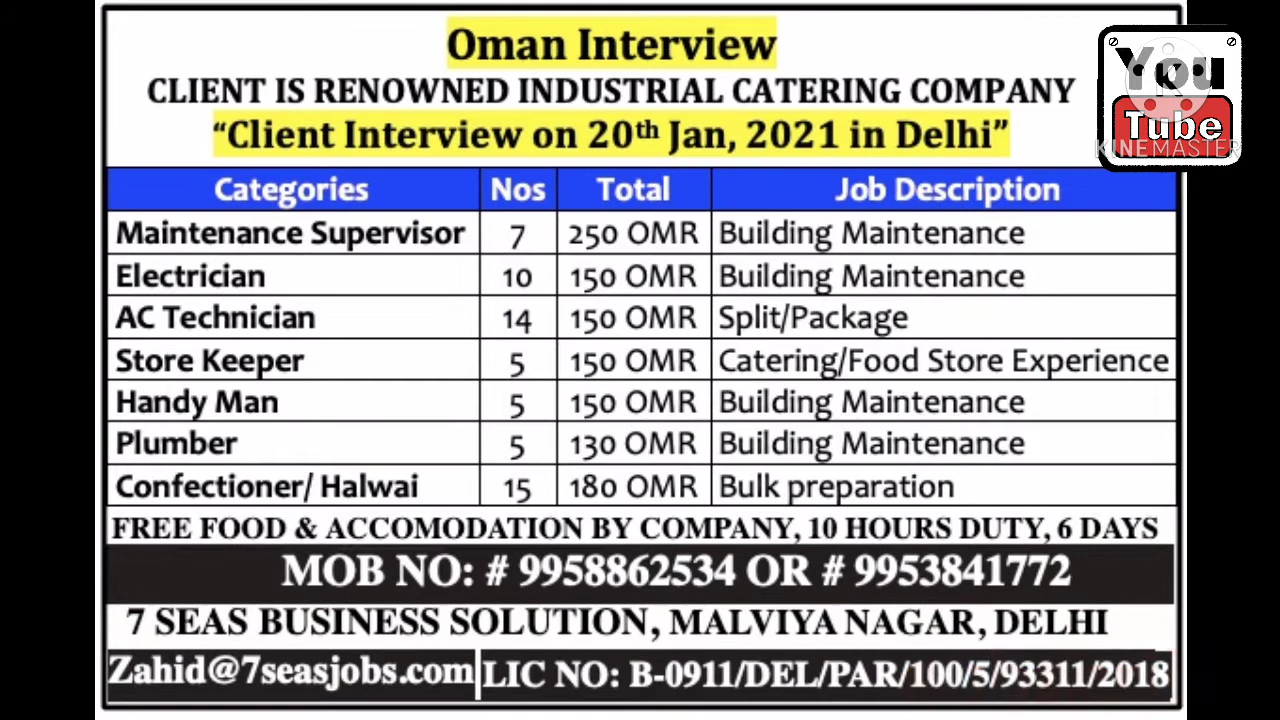 Oman Interview
CLIENT IS RENOWNED INDUSTRIAL CATERING COMPANY
“Client Interview on 20th Jan, 2021 in Delhi”
You
Tube
KINEMASTER
Categories Nos Total Job Description
Maintenance Supervisor 7 250 OMR Building Maintenance
Electrician 10 150 OMR Building Maintenance
AC Technician 14 150 OMR Split/Package
Store Keeper 5 150 OMR Catering/Food Store Experience
Handy Man 5 150 OMR Building Maintenance
Plumber 5 130 OMR Building Maintenance
Confectioner/ Halwai 15 180 OMR Bulk preparation
FREE FOOD & ACCOMODATION BY COMPANY, 10 HOURS DUTY, 6 DAYS
MOB NO: # 9958862534 OR # 9953841772
7 SEAS BUSINESS SOLUTION, MALVIYA NAGAR, DELHI
Zahid@7seasjobs.com LIC NO: B-0911/DEL/PAR/100/5/93311/2018